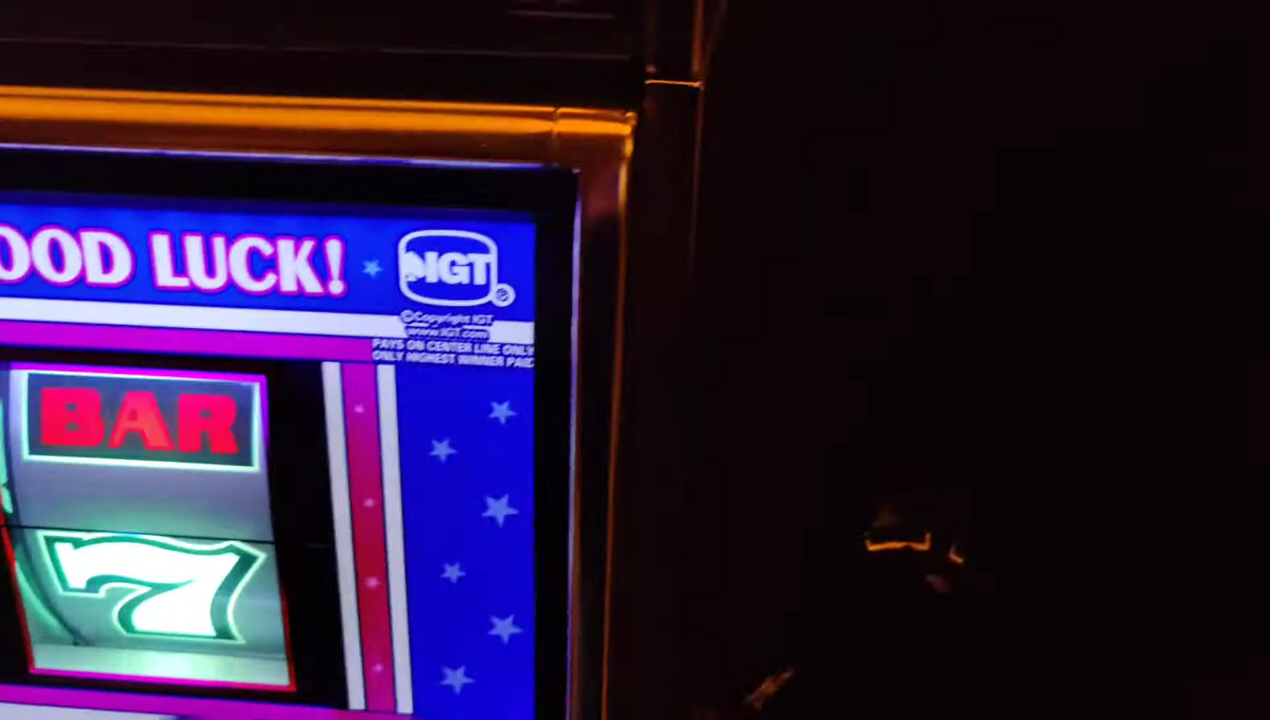 OOD LUCK!
IGT
®
©Copyright IGT
www.IGT.com
PAYS ON CENTER LINE ONLY
ONLY HIGHEST WINNER PAID
BAR
7